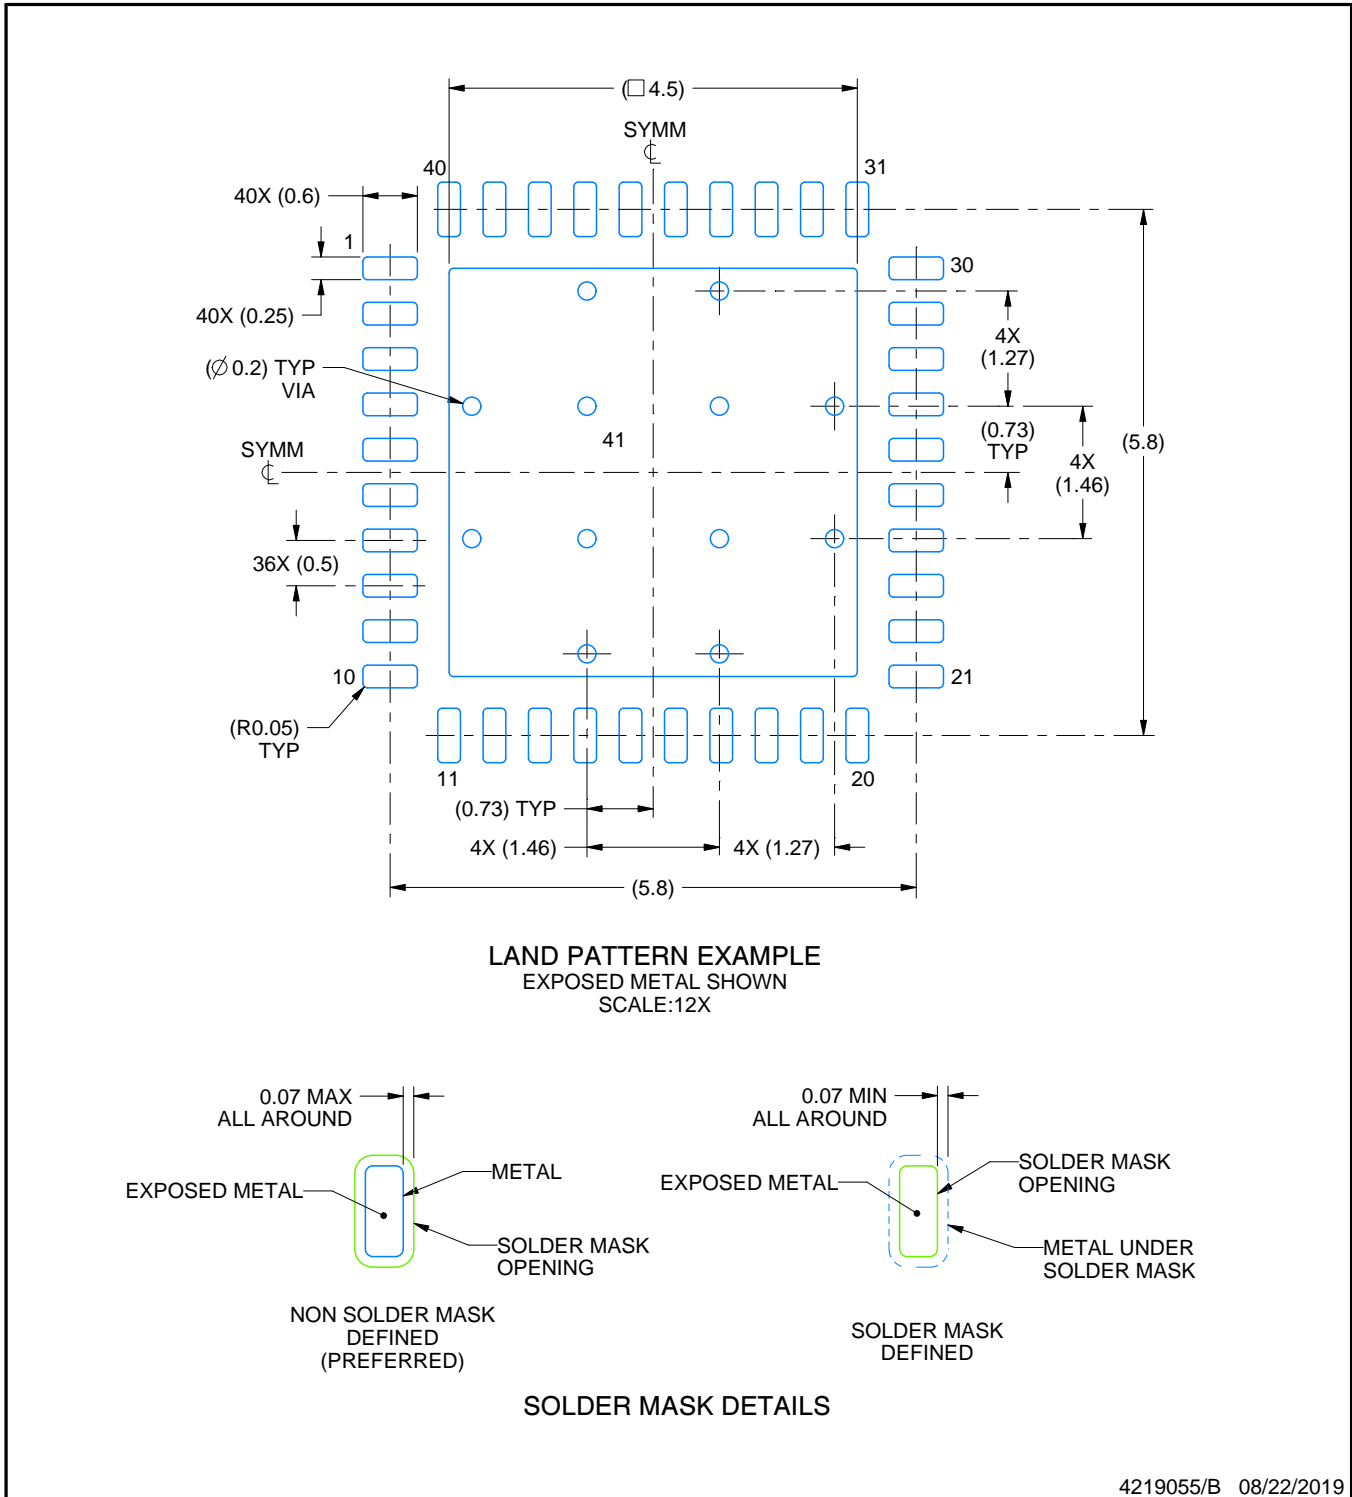 (□ 4.5)
SYMM
℄
40
31
40X (0.6)
1
30
40X (0.25)
4X
(1.27)
(∅ 0.2) TYP
VIA
(0.73)
TYP
41
SYMM
℄
(5.8)
4X
(1.46)
36X (0.5)
10
21
(R0.05)
TYP
11
20
(0.73) TYP
4X (1.46)
4X (1.27)
(5.8)
LAND PATTERN EXAMPLE
EXPOSED METAL SHOWN
SCALE:12X
0.07 MAX
ALL AROUND
METAL
EXPOSED METAL
SOLDER MASK
OPENING
NON SOLDER MASK
DEFINED
(PREFERRED)
0.07 MIN
ALL AROUND
SOLDER MASK
OPENING
EXPOSED METAL
METAL UNDER
SOLDER MASK
SOLDER MASK
DEFINED
SOLDER MASK DETAILS
4219055/B 08/22/2019